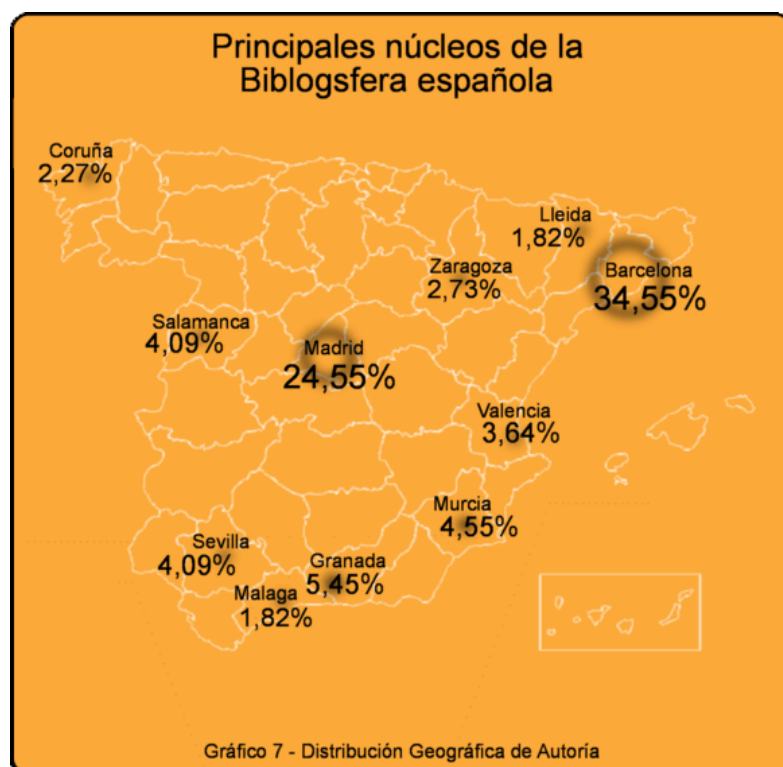 Principales núcleos de la
Biblogsfera española
Coruña
2,27%
Lleida
1,82%
Zaragoza
2,73%
Barcelona
34,55%
Salamanca
4,09%
Madrid
24,55%
Valencia
3,64%
Murcia
4,55%
Sevilla
4,09%
Granada
5,45%
Malaga
1,82%
Gráfico 7 - Distribución Geográfica de Autoría